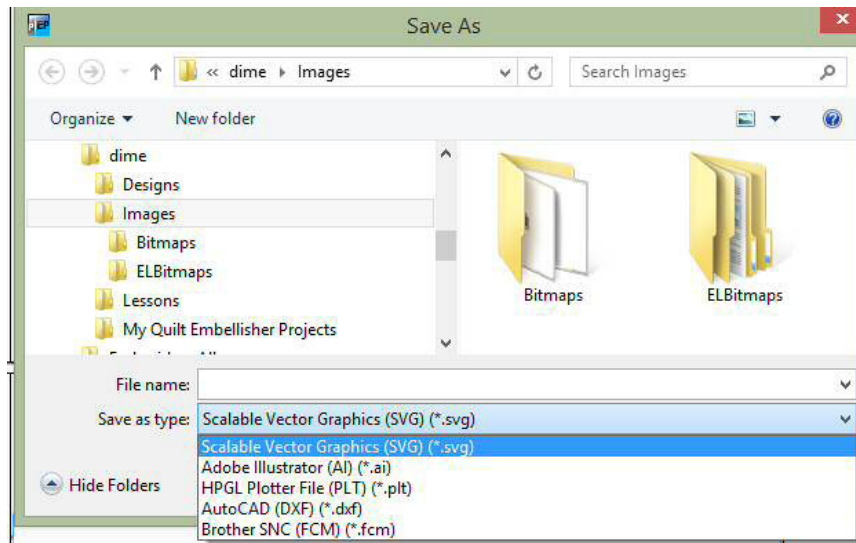 EP
Save As
« dime Images
Search Images
Organize
New folder
dime
Designs
Images
Bitmaps
ELBitmaps
Lessons
My Quilt Embellisher Projects
Bitmaps
ELBitmaps
File name:
Save as type: Scalable Vector Graphics (SVG) (*.svg)
Scalable Vector Graphics (SVG) (*.svg)
Adobe Illustrator (AI) (*.ai)
HPGL Plotter File (PLT) (*.plt)
AutoCAD (DXF) (*.dxf)
Brother SNC (FCM) (*.fcm)
Hide Folders